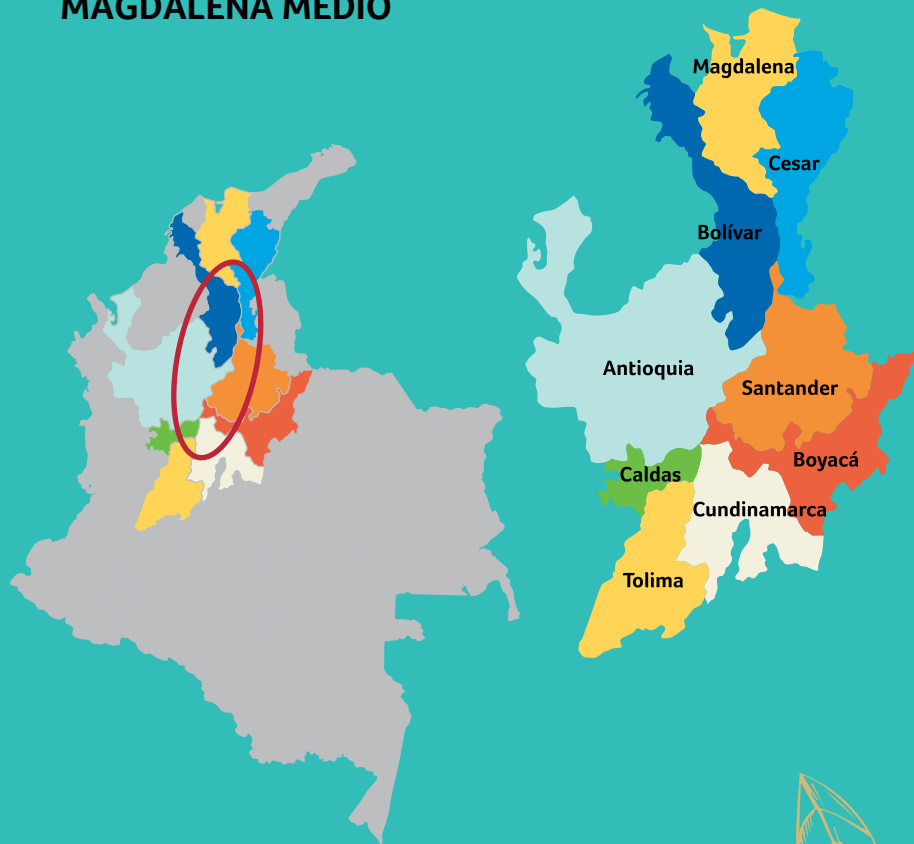 MAGDALENA MEDIO
Magdalena
Cesar
Bolívar
Antioquia
Santander
Boyacá
Caldas
Cundinamarca
Tolima